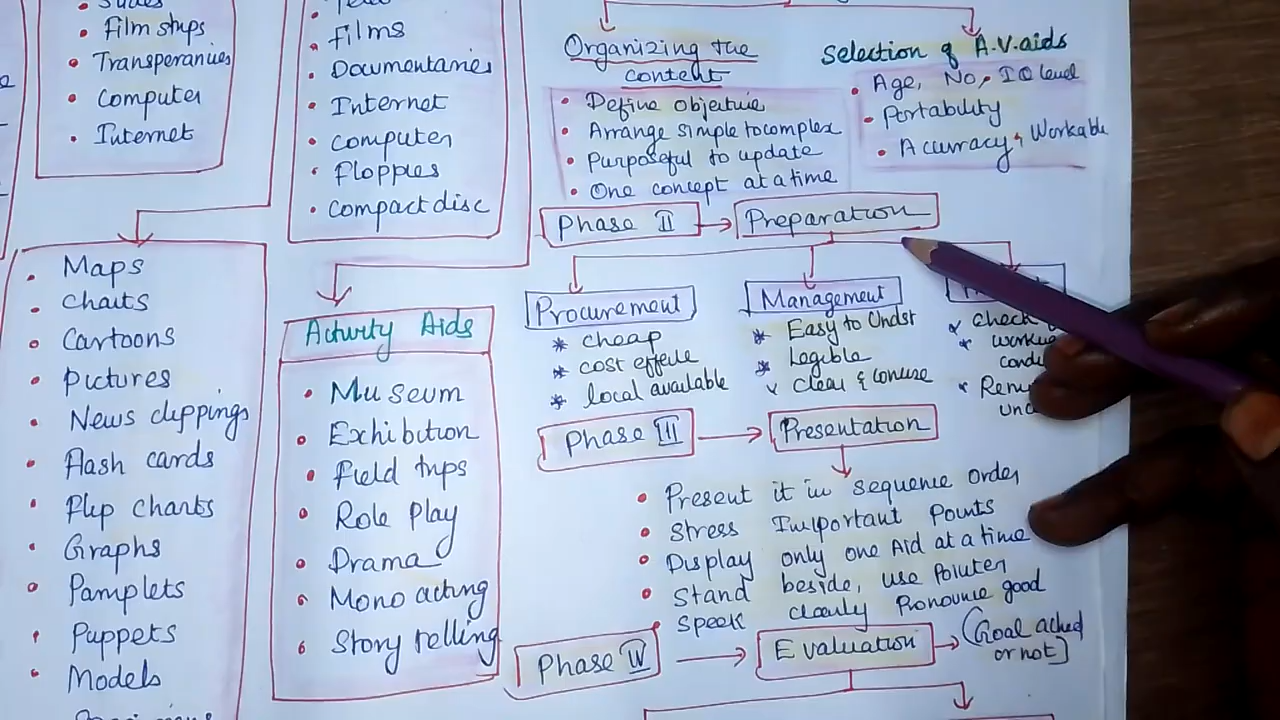 Film strips
Transperanices
Computer
Internet
Maps
Charts
Cartoons
Pictures
News clippings
Flash cards
Flip charts
Graphs
Pamplets
Puppets
Models
Films
Documentaries
Internet
Computer
Floppies
Compact disc
Activity Aids
Museum
Exhibition
Field trips
Role Play
Drama
Mono acting
Story telling
Organizing the
content
Define objective
Arrange simple to complex
Purposeful to update
One concept at a time
Selection of A.V. aids
Age, No, IQ level
Portability
Accuracy & Workable
Phase II
Preparation
Procurement
cheap
cost effective
local available
Management
Easy to Undst
Legible
Clear & Concise
Check
Phase III
Presentation
Present it in sequence order
Stress Important Points
Display only one Aid at a time
Stand beside, use Pointer
Speek clearly Pronounce good
Phase IV
Evaluation
(Goal ached
or not]